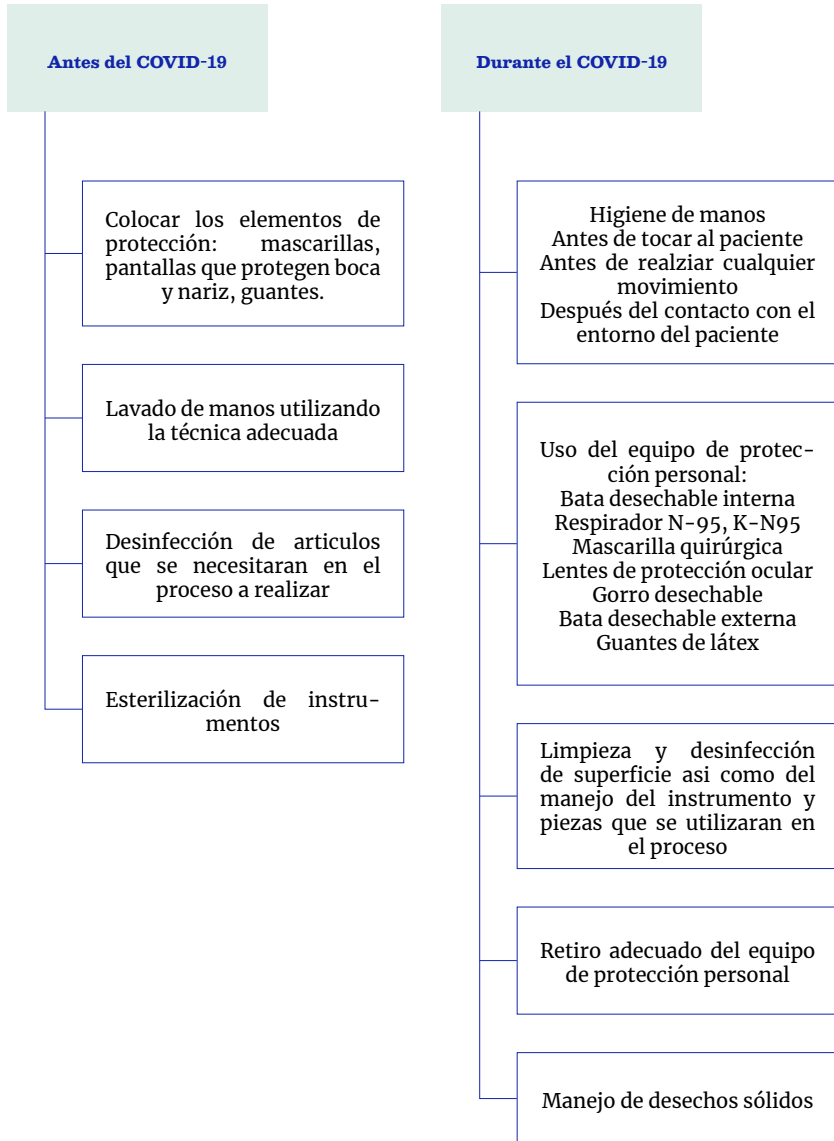 Antes del COVID-19
Colocar los elementos de
protección: mascarillas,
pantallas que protegen boca
y nariz, guantes.
Lavado de manos utilizando
la técnica adecuada
Desinfección de articulos
que se necesitaran en el
proceso a realizar
Esterilización de instru-
mentos
Durante el COVID-19
Higiene de manos
Antes de tocar al paciente
Antes de realziar cualquier
movimiento
Después del contacto con el
entorno del paciente
Uso del equipo de protec-
ción personal:
Bata desechable interna
Respirador N-95, K-N95
Mascarilla quirúrgica
Lentes de protección ocular
Gorro desechable
Bata desechable externa
Guantes de látex
Limpieza y desinfección
de superficie asi como del
manejo del instrumento y
piezas que se utilizaran en
el proceso
Retiro adecuado del equipo
de protección personal
Manejo de desechos sólidos